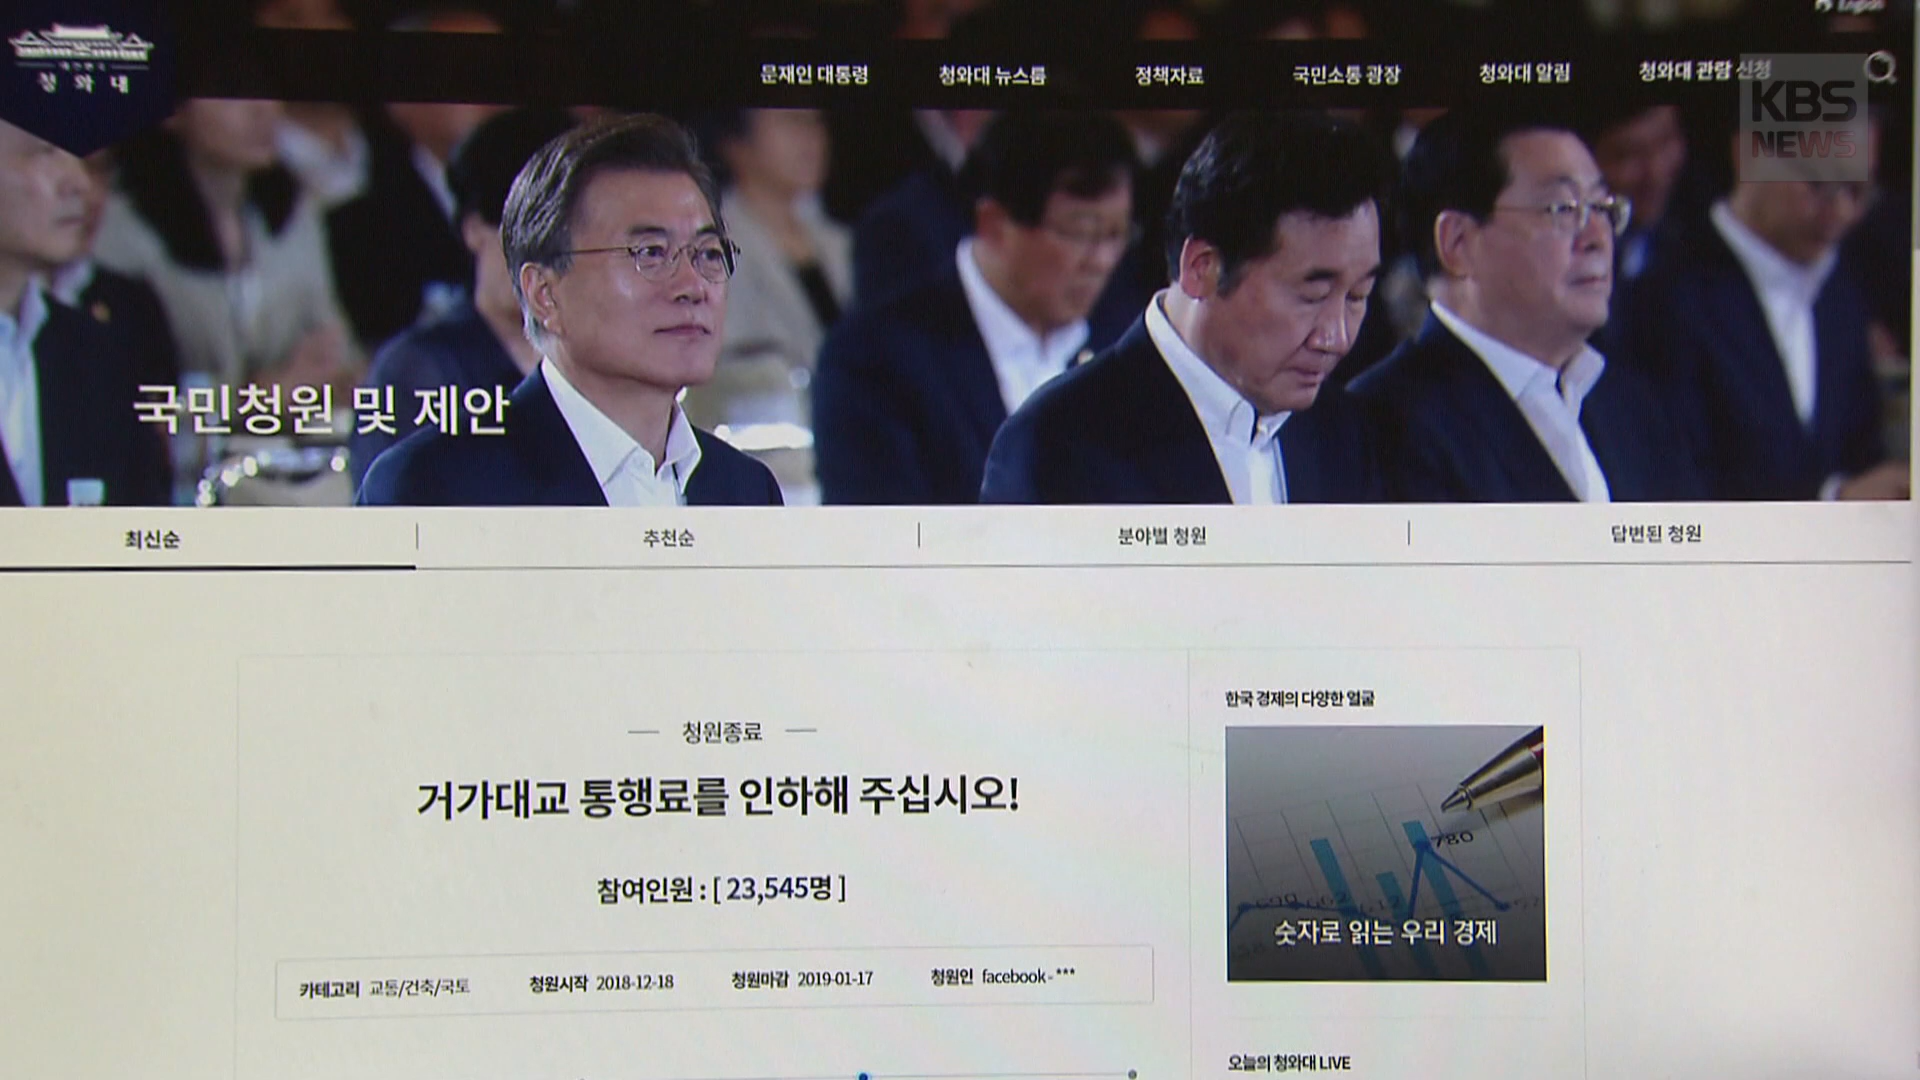 English
청와대
문재인 대통령
청와대 뉴스룸
정책자료
국민소통 광장
청와대 알림
청와대 관람 신청
KBS
NEWS
국민청원 및 제안
최신순
추천순
분야별 청원
답변된 청원
청원종료
거가대교 통행료를 인하해 주십시오!
참여인원 : [ 23,545명 ]
카테고리 교통/건축/국토
청원시작 2018-12-18
청원마감 2019-01-17
청원인 facebook - ***
한국 경제의 다양한 얼굴
780
612
숫자로 읽는 우리 경제
오늘의 청와대 LIVE